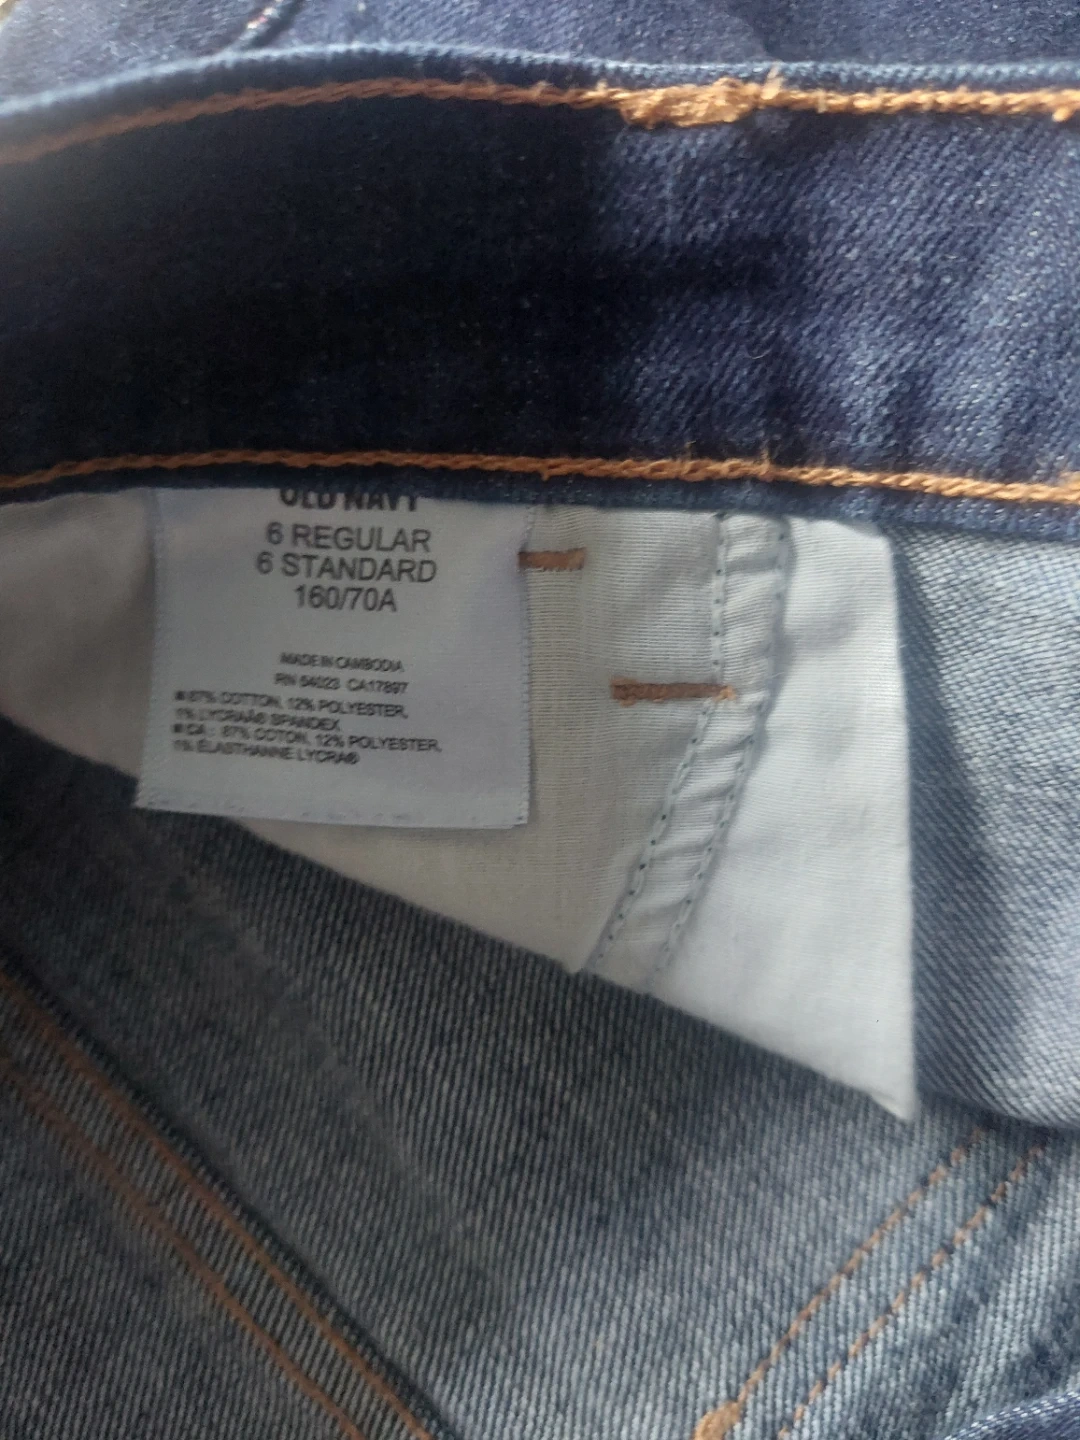 OLD NAVY
6 REGULAR
6 STANDARD
160/70A
MADE IN CAMBODIA
RN 54023 CA17897
■ 87% COTTON, 12% POLYESTER,
1% LYCRAÂ® SPANDEX
■ CA : 87% COTON, 12% POLYESTER,
1% ÉLASTHANNE LYCRA®